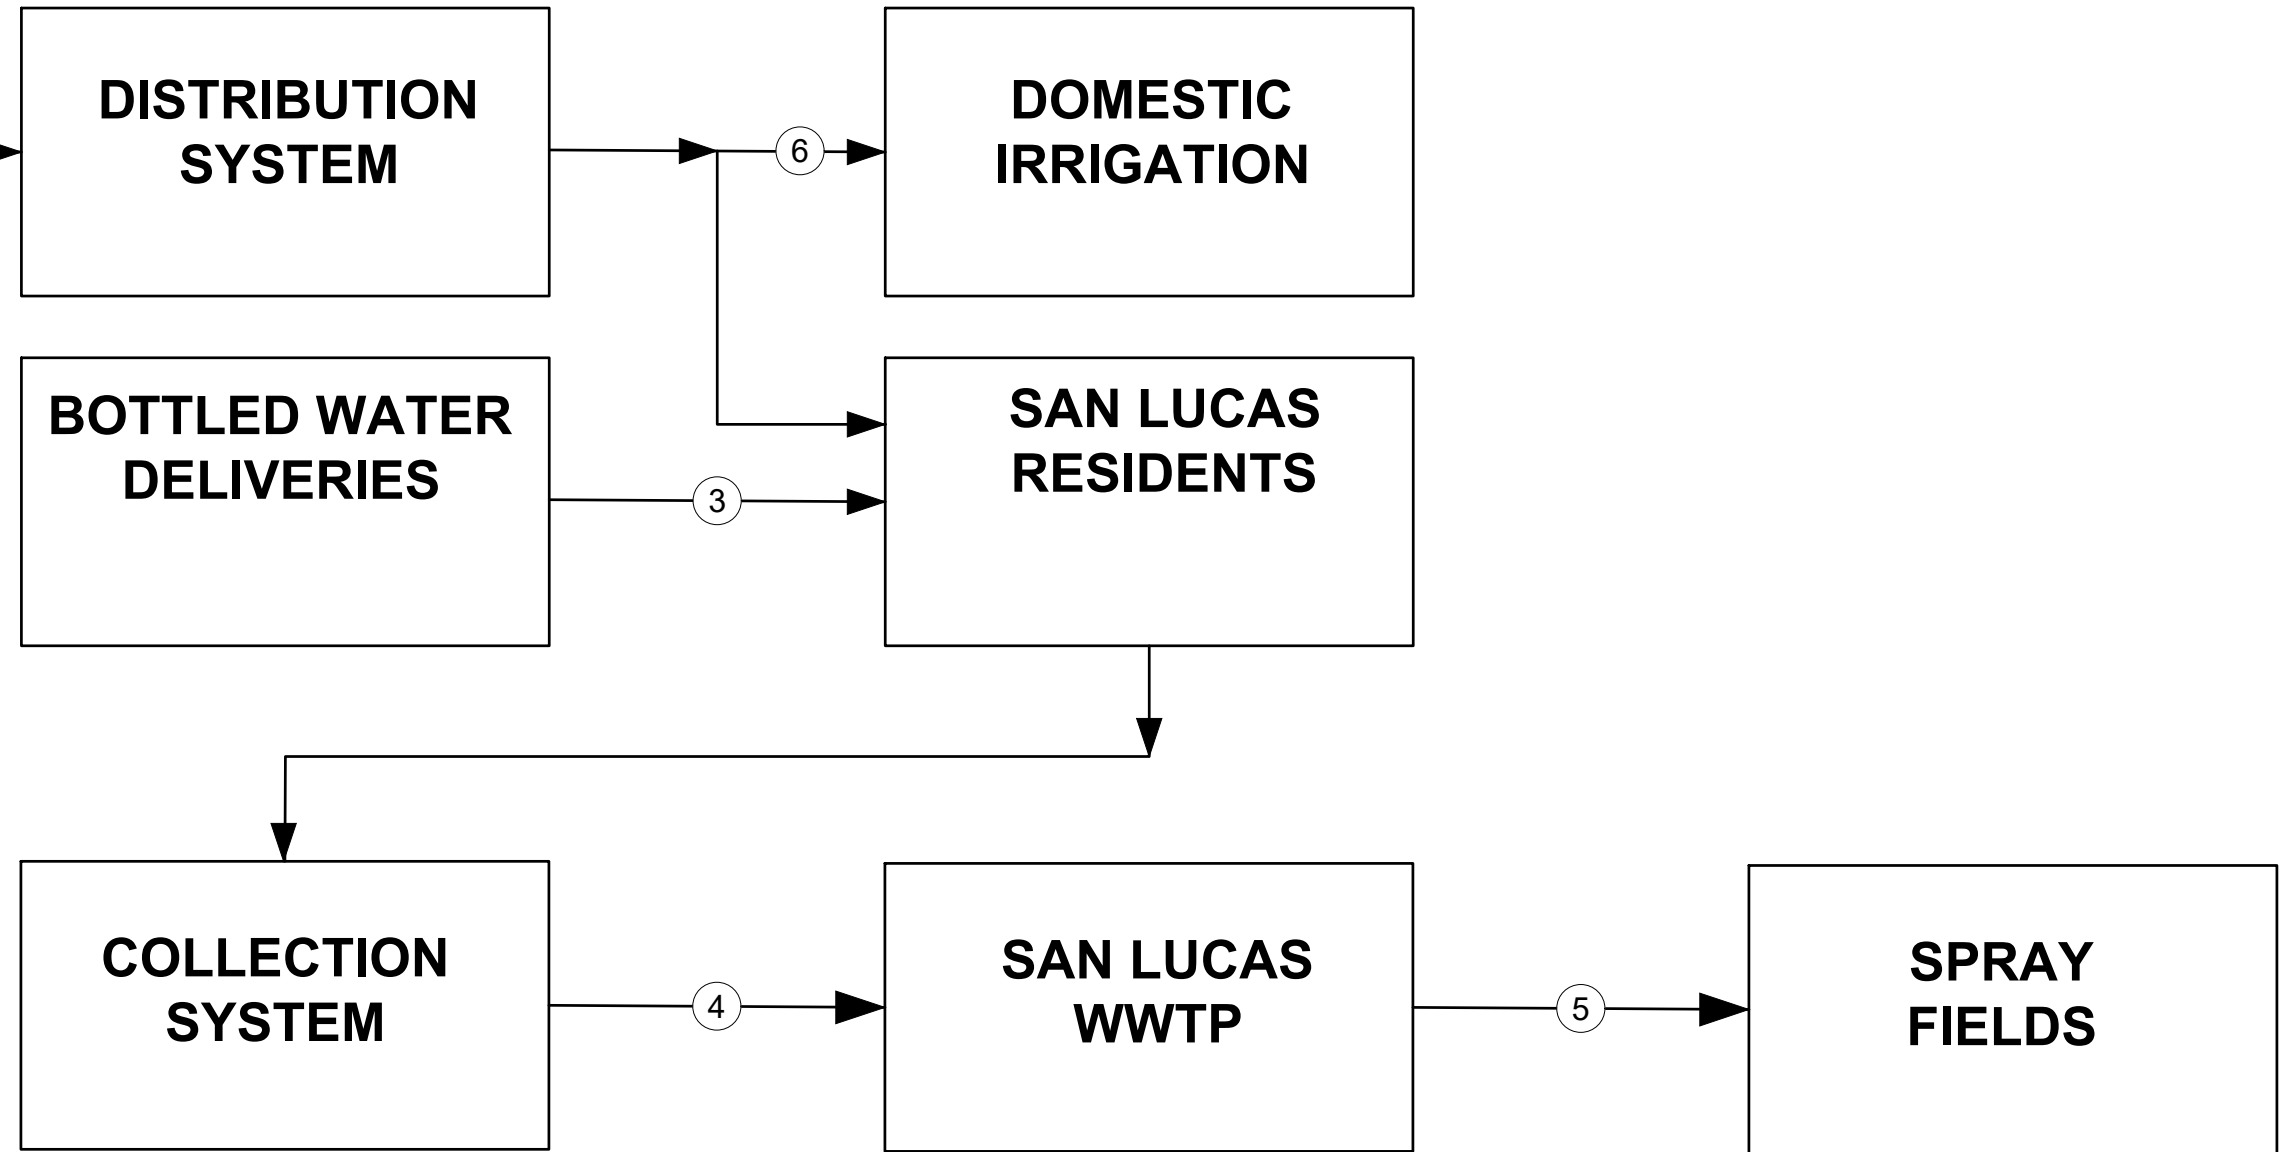 DISTRIBUTION
SYSTEM
6
DOMESTIC
IRRIGATION
BOTTLED WATER
DELIVERIES
3
SAN LUCAS
RESIDENTS
COLLECTION
SYSTEM
4
SAN LUCAS
WWTP
5
SPRAY
FIELDS